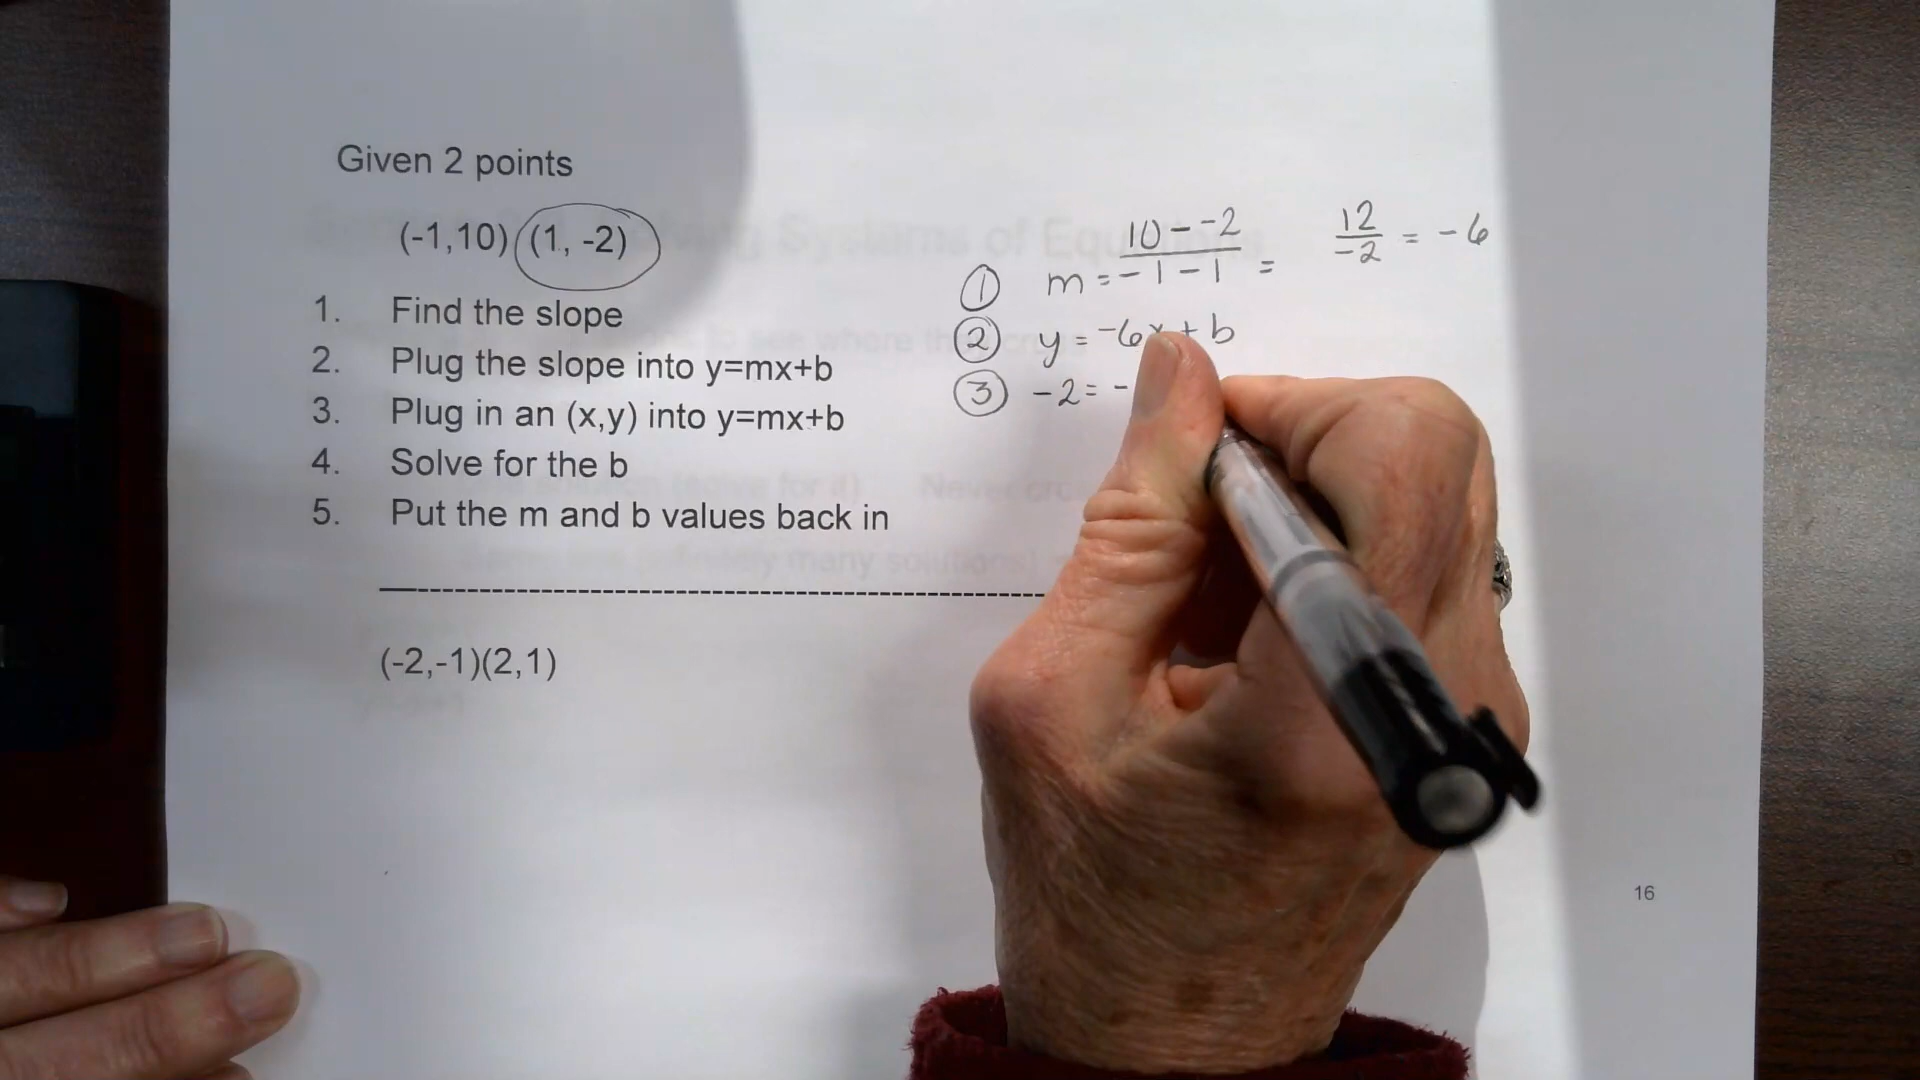 Given 2 points
(-1,10) (1, -2)
1. Find the slope
2. Plug the slope into y=mx+b
3. Plug in an (x,y) into y=mx+b
4. Solve for the b
5. Put the m and b values back in
(-2,-1)(2,1)
① m = 10 - -2 / -1 - 1 = 12 / -2 = -6
② y = -6x + b
③ -2 = -
16